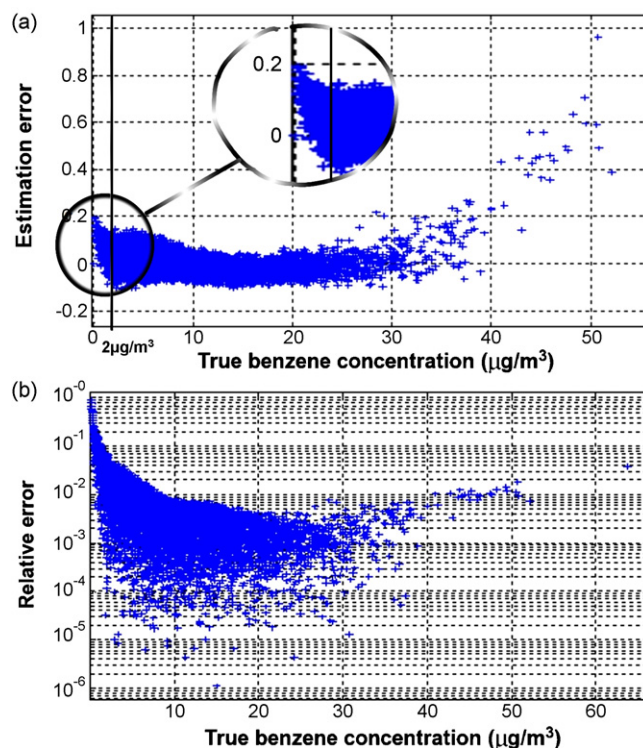 (a)
Estimation error
1
0.8
0.6
0.4
0.2
0
-0.2
0.2
0
0 10 20 30 40 50
2μg/m³
True benzene concentration (μg/m³)
(b)
Relative error
10⁻⁰
10⁻¹
10⁻²
10⁻³
10⁻⁴
10⁻⁵
10⁻⁶
10 20 30 40 50 60
True benzene concentration (μg/m³)